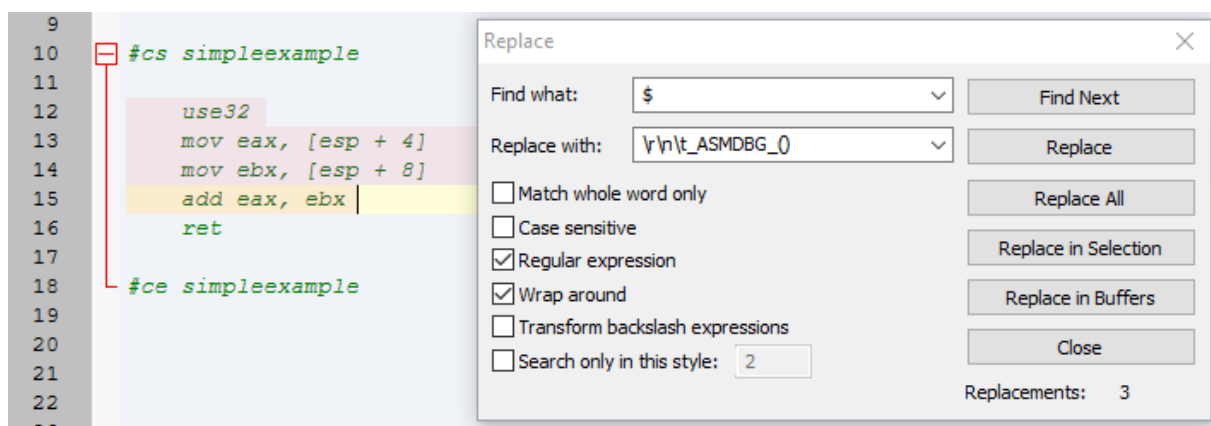 9
10 #cs simpleexample
11
12 use32
13 mov eax, [esp + 4]
14 mov ebx, [esp + 8]
15 add eax, ebx
16 ret
17
18 #ce simpleexample
19
20
21
22
Replace
Find what: $ Find Next
Replace with: \r\n\t_ASMDBG_() Replace
Match whole word only Replace All
Case sensitive
Regular expression Replace in Selection
Wrap around Replace in Buffers
Transform backslash expressions
Search only in this style: 2 Close
Replacements: 3